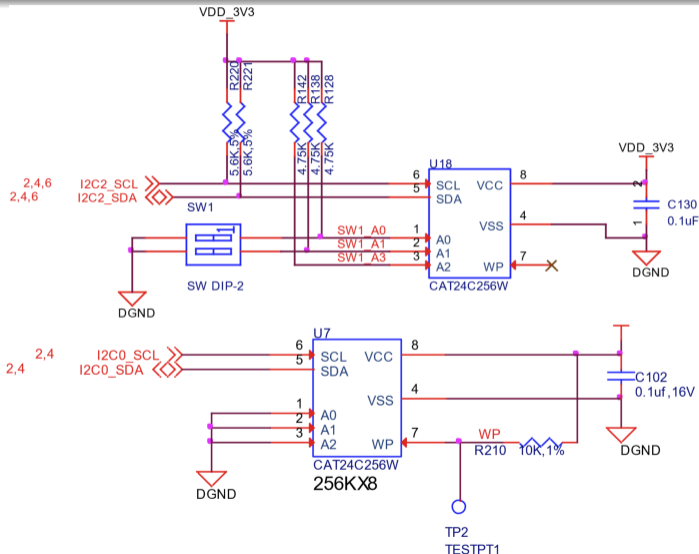 VDD_3V3
R220
R221
R142
R138
R128
5.6K,5%
5.6K,5%
4.75K
4.75K
4.75K
U18
VDD_3V3
2,4,6 I2C2_SCL
2,4,6 I2C2_SDA
6 SCL VCC 8
5 SDA
2
C130
0.1uF
1
SW1
1
SW1_A0 1 A0
SW1_A1 2 A1
SW1_A3 3 A2
VSS 4
WP 7
SW DIP-2
CAT24C256W
DGND
DGND
U7
2,4 I2C0_SCL
2,4 I2C0_SDA
6 SCL VCC 8
5 SDA
C102
0.1uf,16V
VSS 4
1 A0
2 A1
3 A2
WP 7
WP
R210 10K,1%
DGND
CAT24C256W
256KX8
DGND
TP2
TESTPT1